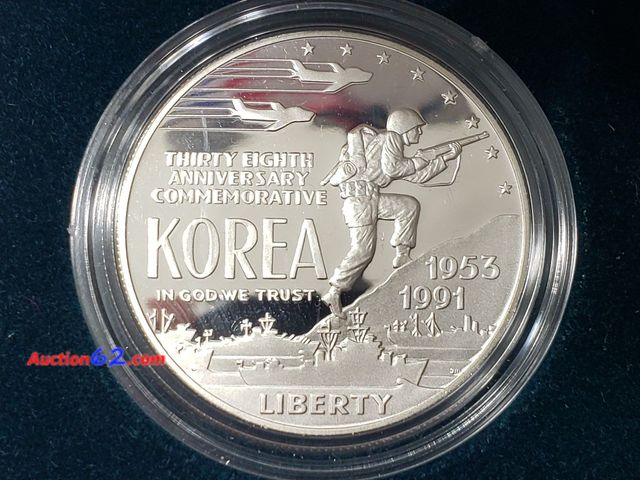 THIRTY EIGHTH
ANNIVERSARY
COMMEMORATIVE
KOREA
IN GOD WE TRUST
1953
1991
LIBERTY
Auction62.com